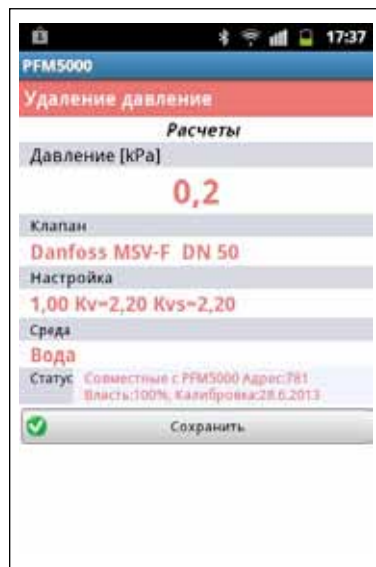 17:37
PFM5000
Удаление давление
Расчеты
Давление [kPa]
0,2
Клапан
Danfoss MSV-F DN 50
Настройка
1,00 Kv=2,20 Kvs=2,20
Среда
Вода
Статус Совместные с PFM5000 Адрес:781
Власть:100%, Калибровка:28.6.2013
Сохранить